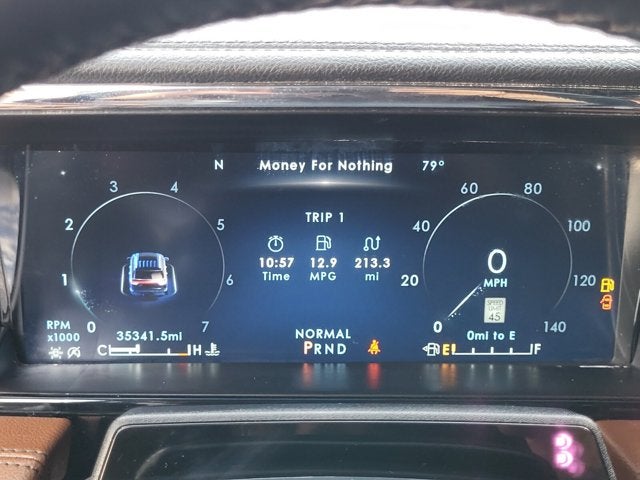 N Money For Nothing 79°
3 4 60 80
TRIP 1
2 5 40 100
10:57 12.9 213.3
Time MPG mi
0
1 6 20 120
MPH
SPEED LIMIT 45
RPM x1000
0 7 0 140
35341.5mi NORMAL 0mi to E
C H PRND E F